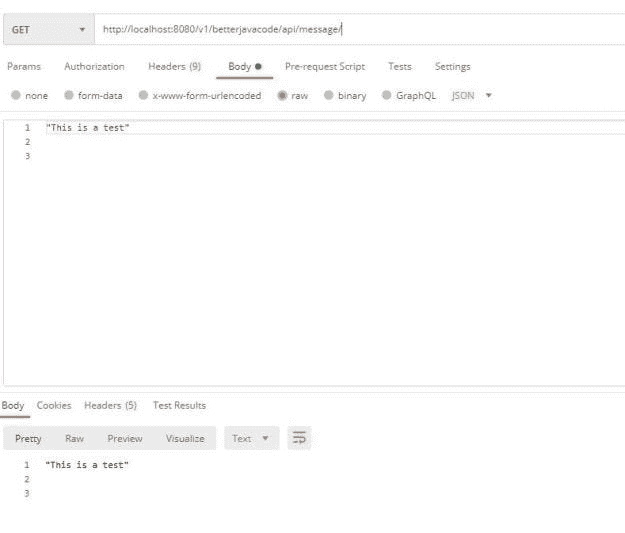 GET http://localhost:8080/v1/betterjavacode/api/message/
Params Authorization Headers (9) Body Pre-request Script Tests Settings
none form-data x-www-form-urlencoded raw binary GraphQL JSON
1 "This is a test"
2
3
Body Cookies Headers (5) Test Results
Pretty Raw Preview Visualize Text
1 "This is a test"
2
3